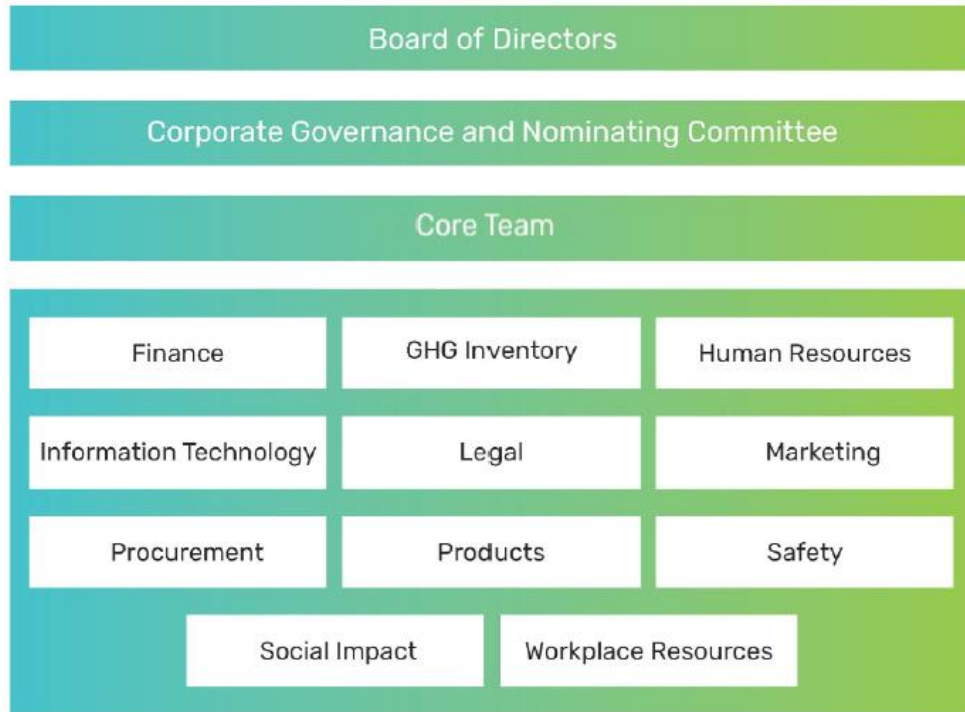 Board of Directors
Corporate Governance and Nominating Committee
Core Team
Finance
GHG Inventory
Human Resources
Information Technology
Legal
Marketing
Procurement
Products
Safety
Social Impact
Workplace Resources